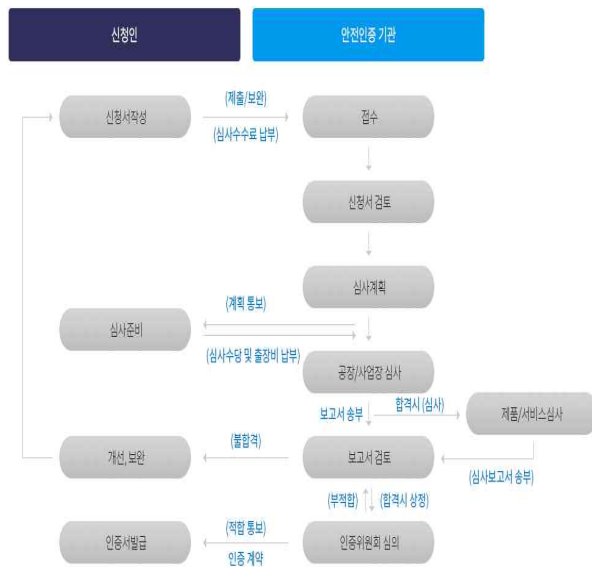 신청인
안전인증 기관
신청서작성
(제출/보완)
(심사수수료 납부)
접수
신청서 검토
심사계획
(계획 통보)
심사준비
(심사수당 및 출장비 납부)
공장/사업장 심사
보고서 송부
합격시 (심사)
제품/서비스심사
개선, 보완
(불합격)
보고서 검토
(심사보고서 송부)
(부적합)
(합격시 상정)
인증서발급
(적합 통보)
인증 계약
인증위원회 심의